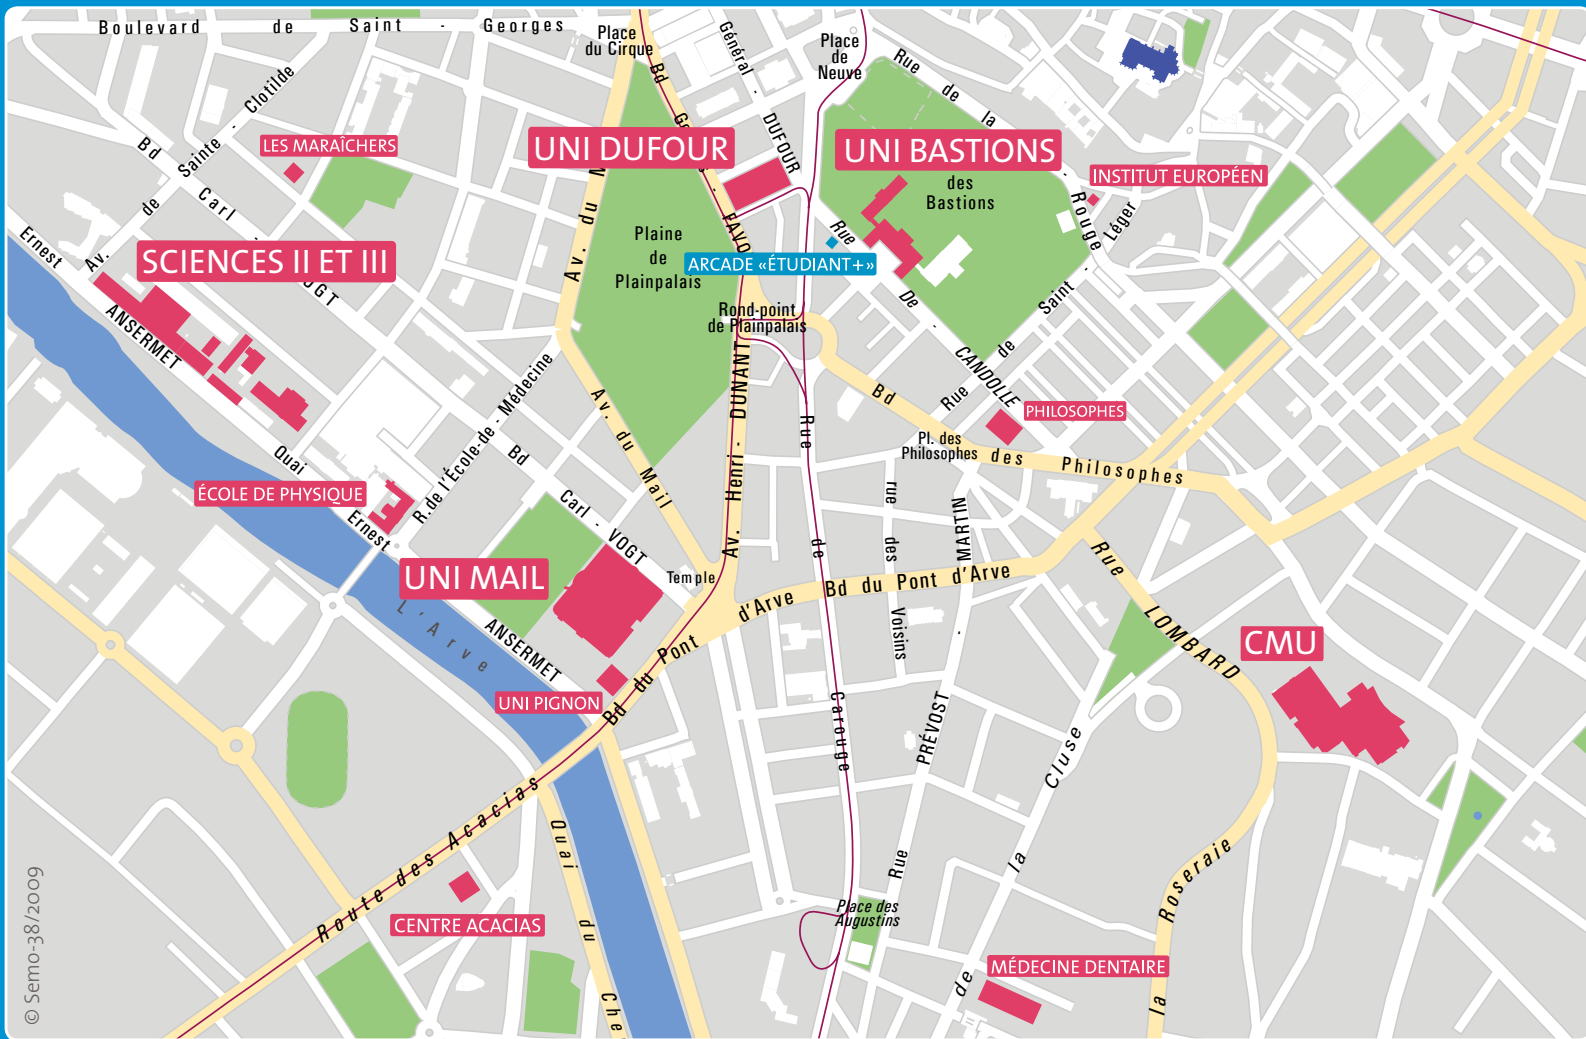 Boulevard de Saint - Georges
Place
du Cirque
Général - DUFOUR
Place
de
Neuve
Rue de la
Rouge
Av. de Sainte - Clotilde
Bd Carl - VOGT
LES MARAÎCHERS
UNI DUFOUR
UNI BASTIONS
des
Bastions
INSTITUT EUROPÉEN
Rue de Saint - Léger
Ernest
ANSERMET
SCIENCES II ET III
Av. du
Bd
FAVO
Plaine
de
Plainpalais
ARCADE «ÉTUDIANT+»
Rue De - CANDOLLE
Rond-point
de Plainpalais
Av. du Mail
Av. Henri - DUNANT
R. de l'École-de - Médecine
Bd des Philosophes
PHILOSOPHES
Pl. des
Philosophes
Quai
Ernest
ANSERMET
ÉCOLE DE PHYSIQUE
Bd Carl - VOGT
UNI MAIL
Temple
L'Arve
UNI PIGNON
Bd du Pont d'Arve
Bd du Pont d'Arve
Rue de Carouge
rue des Voisins
Rue PRÉVOST - MARTIN
Rue LOMBARD
CMU
Rue de la Cluse
la Roseraie
Route des Acacias
Quai du Che
CENTRE ACACIAS
Place des
Augustins
MÉDECINE DENTAIRE
© Semo-38/2009